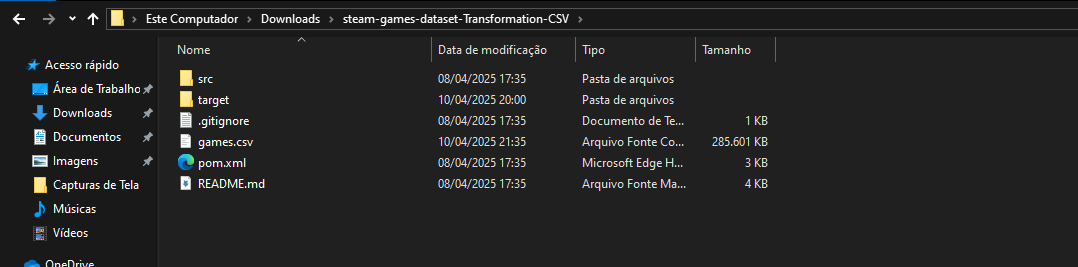 Este Computador > Downloads > steam-games-dataset-Transformation-CSV >
Nome Data de modificação Tipo Tamanho
Acesso rápido
Área de Trabalho
Downloads
Documentos
Imagens
Capturas de Tela
Músicas
Vídeos
OneDrive
src 08/04/2025 17:35 Pasta de arquivos
target 10/04/2025 20:00 Pasta de arquivos
.gitignore 08/04/2025 17:35 Documento de Te... 1 KB
games.csv 10/04/2025 21:35 Arquivo Fonte Co... 285.601 KB
pom.xml 08/04/2025 17:35 Microsoft Edge H... 3 KB
README.md 08/04/2025 17:35 Arquivo Fonte Ma... 4 KB